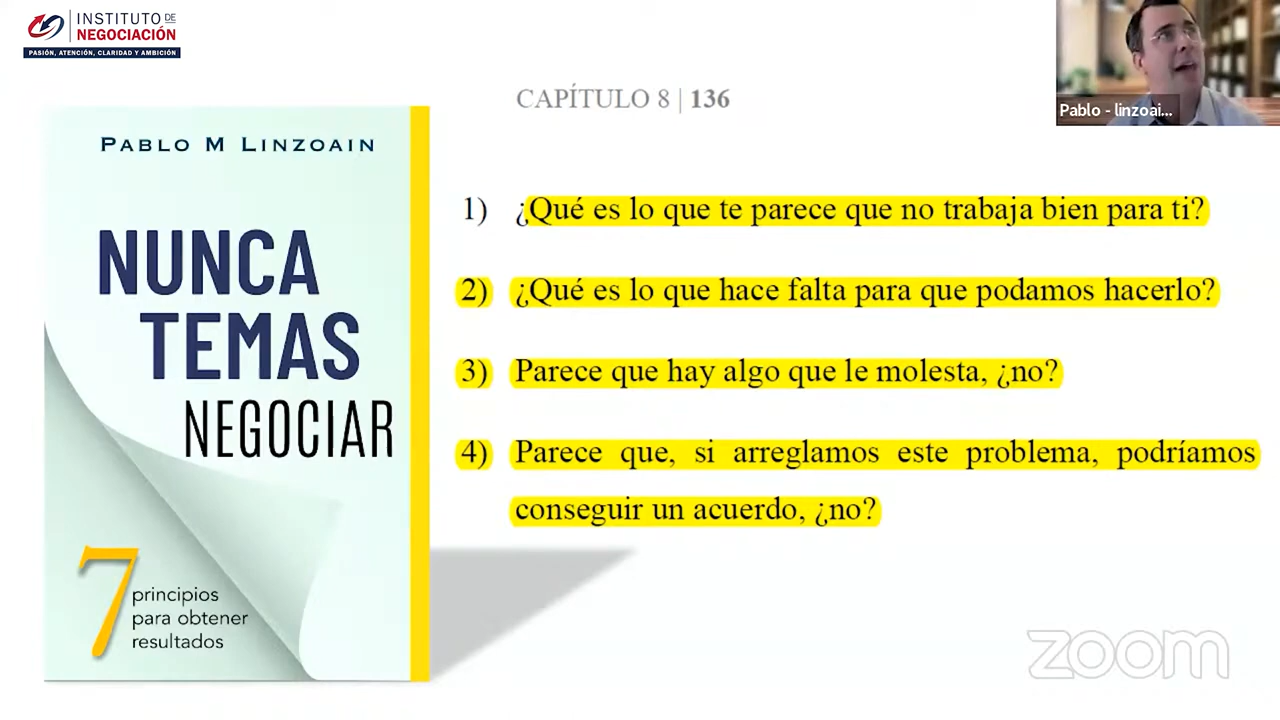 INSTITUTO DE
NEGOCIACIÓN
PASIÓN, ATENCIÓN, CLARIDAD Y AMBICIÓN
Pablo - linzoai...
CAPÍTULO 8 | 136
PABLO M LINZOAIN
NUNCA
TEMAS
NEGOCIAR
7
principios
para obtener
resultados
1) ¿Qué es lo que te parece que no trabaja bien para ti?
2) ¿Qué es lo que hace falta para que podamos hacerlo?
3) Parece que hay algo que le molesta, ¿no?
4) Parece que, si arreglamos este problema, podríamos
conseguir un acuerdo, ¿no?
zoom